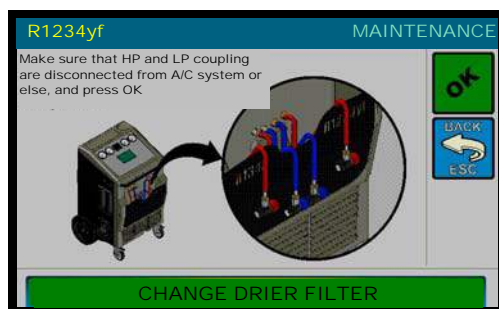 R1234yf MAINTENANCE
Make sure that HP and LP coupling
are disconnected from A/C system or
else, and press OK
OK
BACK
ESC
CHANGE DRIER FILTER